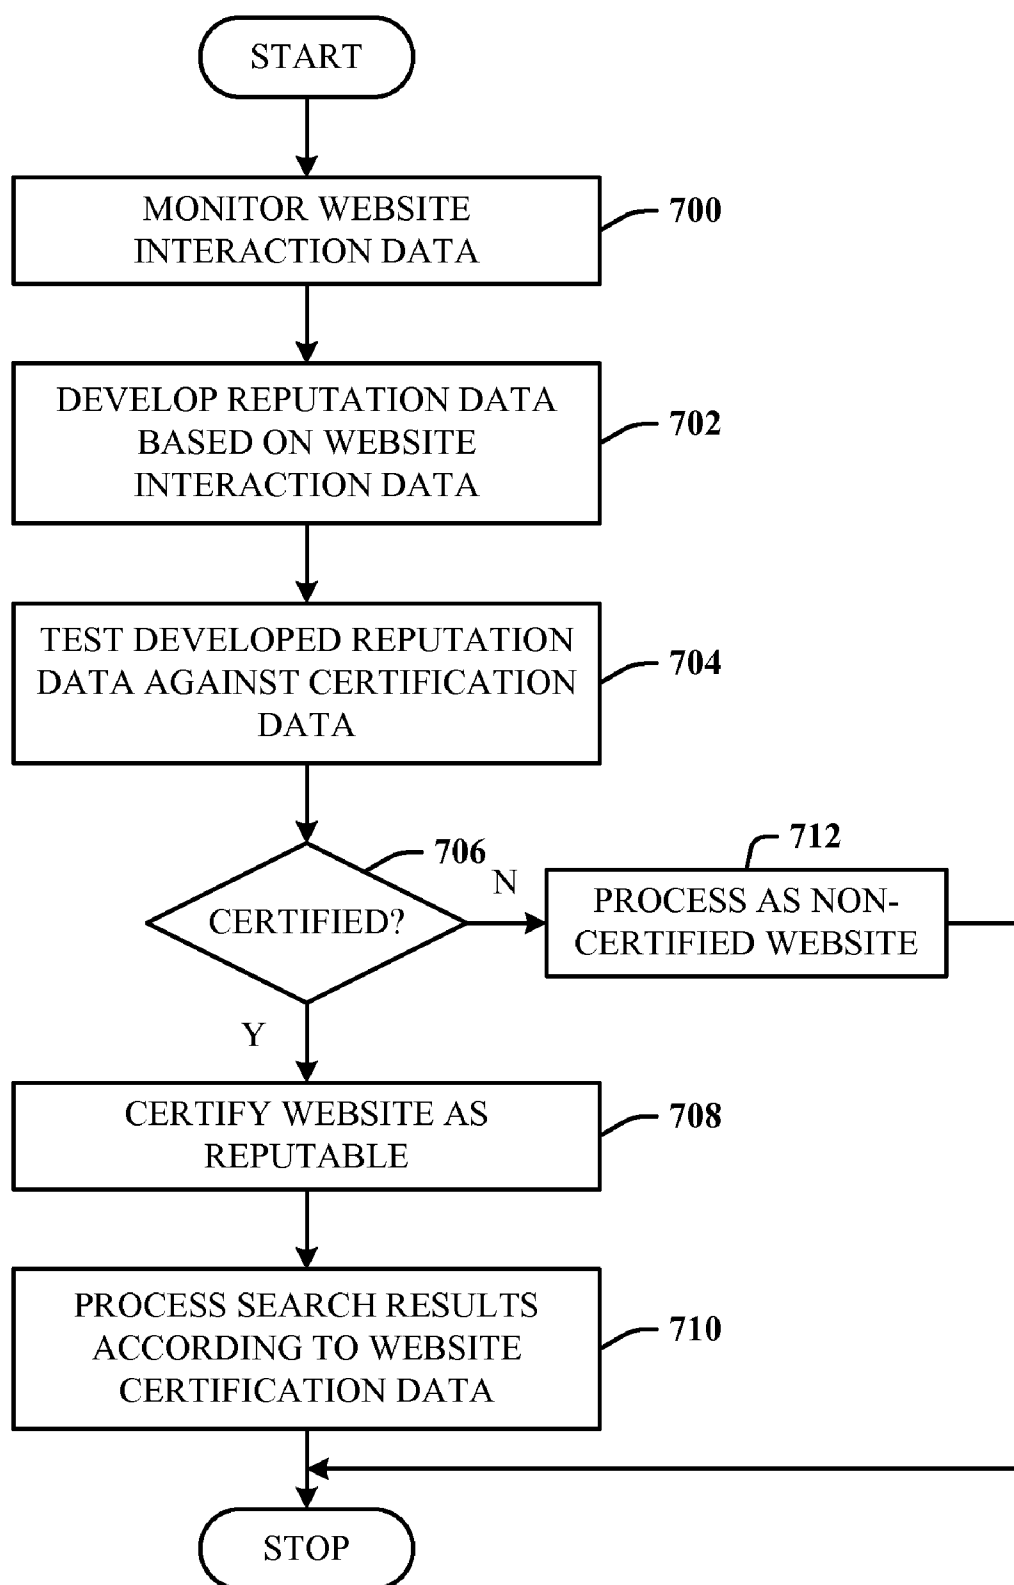 START
MONITOR WEBSITE
INTERACTION DATA
700
DEVELOP REPUTATION DATA
BASED ON WEBSITE
INTERACTION DATA
702
TEST DEVELOPED REPUTATION
DATA AGAINST CERTIFICATION
DATA
704
CERTIFIED?
706
N
712
PROCESS AS NON-
CERTIFIED WEBSITE
Y
CERTIFY WEBSITE AS
REPUTABLE
708
PROCESS SEARCH RESULTS
ACCORDING TO WEBSITE
CERTIFICATION DATA
710
STOP